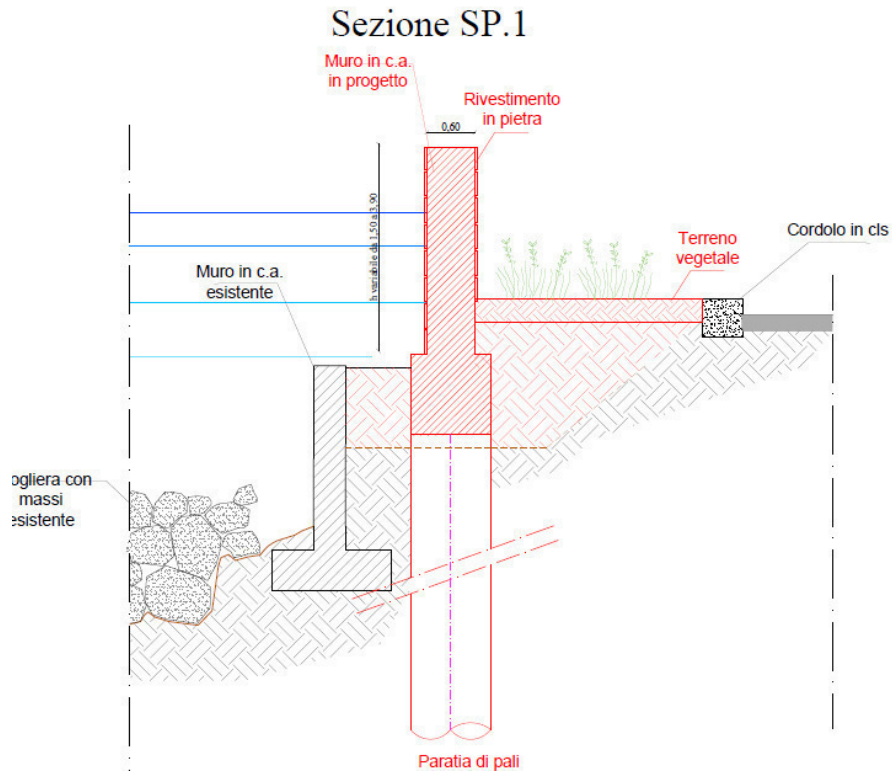 Sezione SP.1
Muro in c.a.
in progetto
Rivestimento
in pietra
0,60
h variabile da 1,50 a 3,90
Cordolo in cls
Terreno
vegetale
Muro in c.a.
esistente
ogliera con
massi
esistente
Paratia di pali